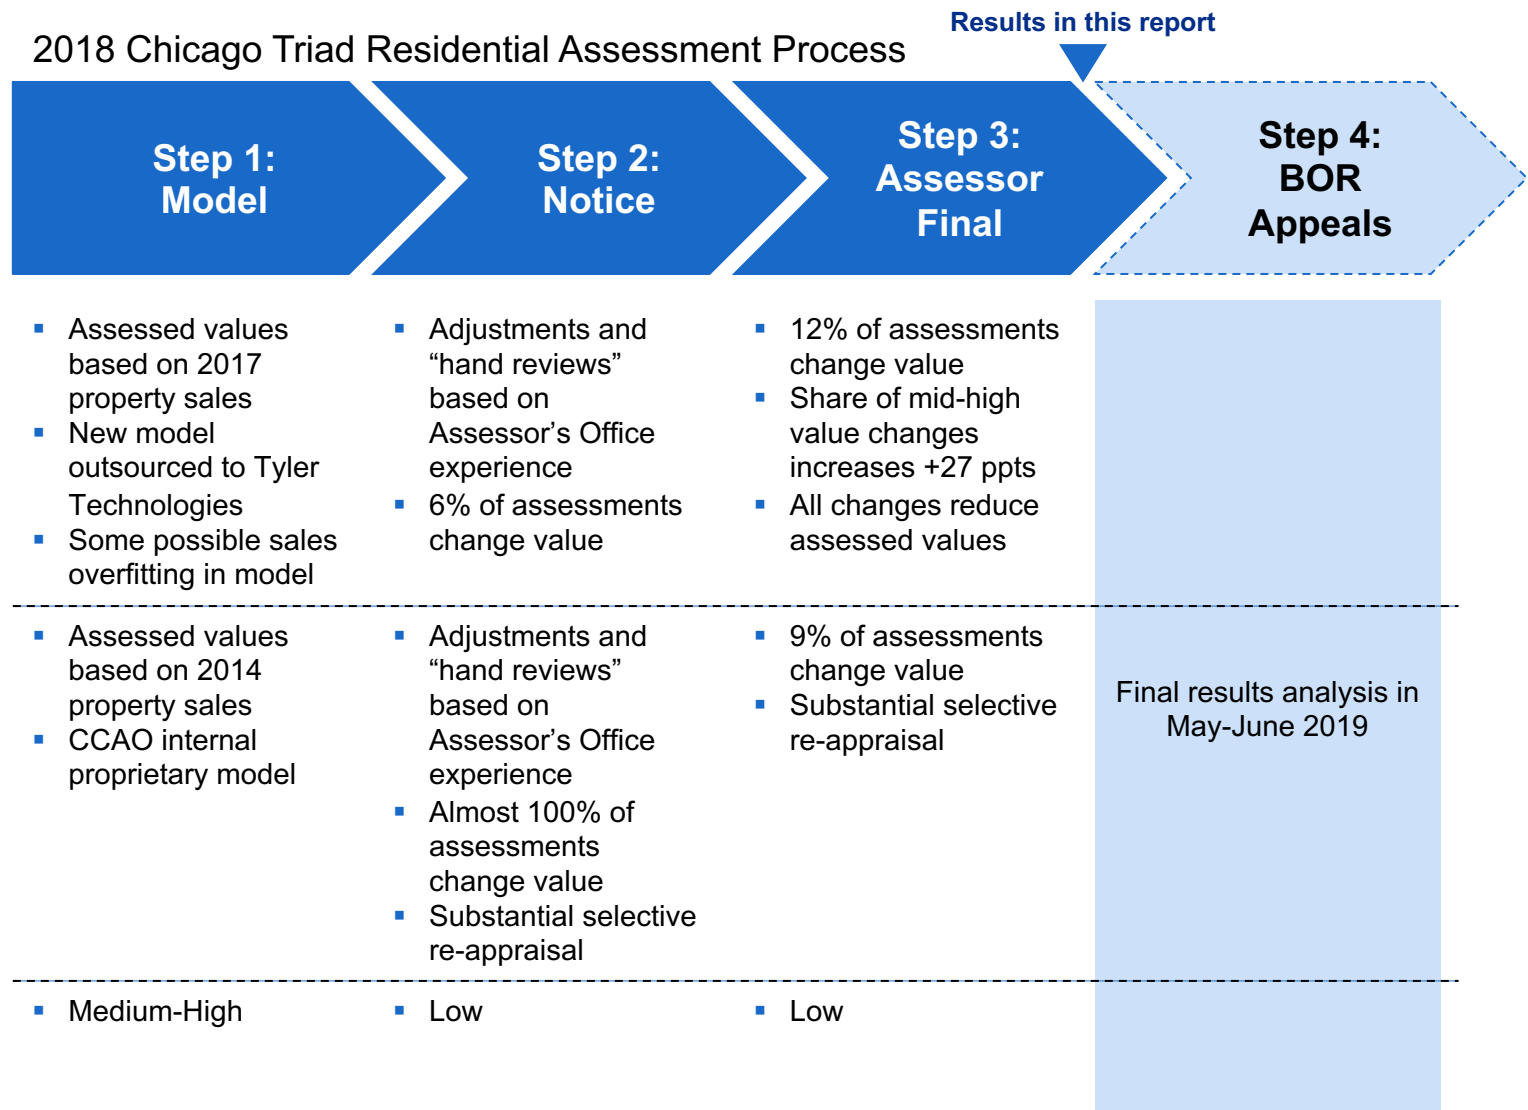 Results in this report
2018 Chicago Triad Residential Assessment Process
Step 1:
Model
Step 2:
Notice
Step 3:
Assessor
Final
Step 4:
BOR
Appeals
▪ Assessed values
based on 2017
property sales
▪ New model
outsourced to Tyler
Technologies
▪ Some possible sales
overfitting in model
▪ Adjustments and
“hand reviews”
based on
Assessor’s Office
experience
▪ 6% of assessments
change value
▪ 12% of assessments
change value
▪ Share of mid-high
value changes
increases +27 ppts
▪ All changes reduce
assessed values
▪ Assessed values
based on 2014
property sales
▪ CCAO internal
proprietary model
▪ Adjustments and
“hand reviews”
based on
Assessor’s Office
experience
▪ Almost 100% of
assessments
change value
▪ Substantial selective
re-appraisal
▪ 9% of assessments
change value
▪ Substantial selective
re-appraisal
Final results analysis in
May-June 2019
▪ Medium-High
▪ Low
▪ Low